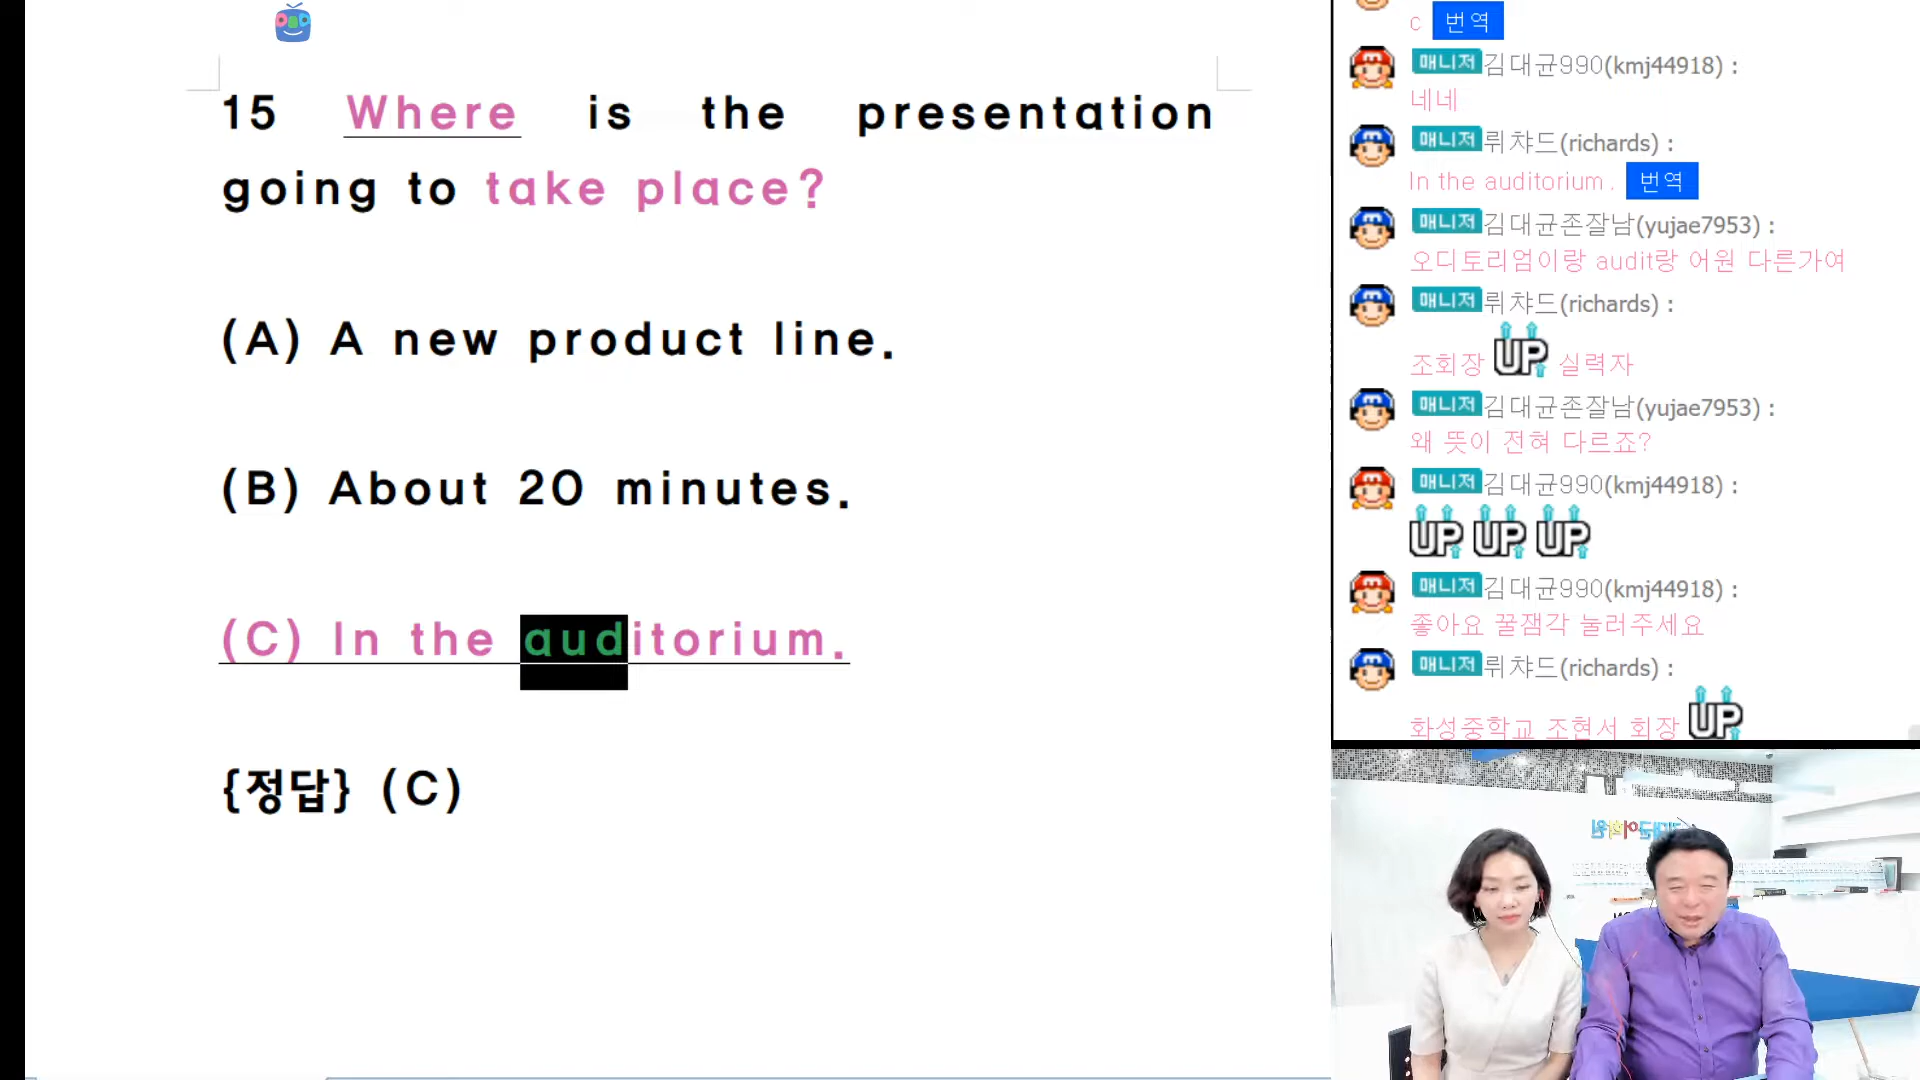 15 Where is the presentation
going to take place?
(A) A new product line.
(B) About 20 minutes.
(C) In the auditorium.
{정답} (C)
c 번역
매니저 김대균990(kmj44918) :
네네
매니저 뤼챠드(richards) :
In the auditorium . 번역
매니저 김대균존잘남(yujae7953) :
오디토리엄이랑 audit랑 어원 다른가여
매니저 뤼챠드(richards) :
조회장 UP 실력자
매니저 김대균존잘남(yujae7953) :
왜 뜻이 전혀 다르죠?
매니저 김대균990(kmj44918) :
UP UP UP
매니저 김대균990(kmj44918) :
좋아요 꿀잼각 눌러주세요
매니저 뤼챠드(richards) :
화성중학교 조현서 회장 UP